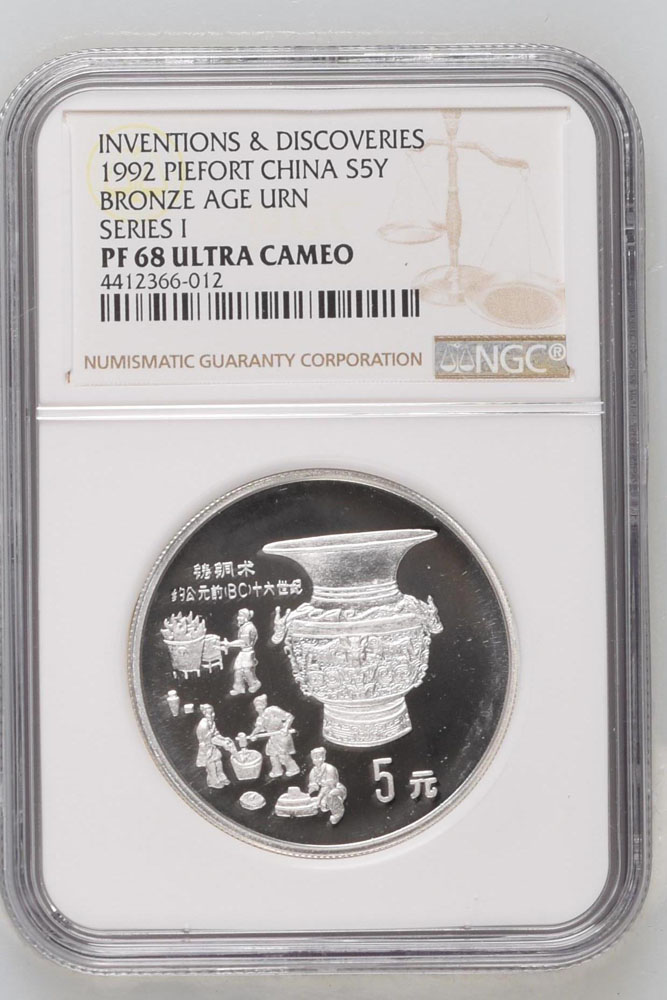 INVENTIONS & DISCOVERIES
1992 PIEFORT CHINA S5Y
BRONZE AGE URN
SERIES I
PF 68 ULTRA CAMEO
4412366-012
NUMISMATIC GUARANTY CORPORATION
NGC®
铸铜术
约公元前(BC)十六世纪
5元